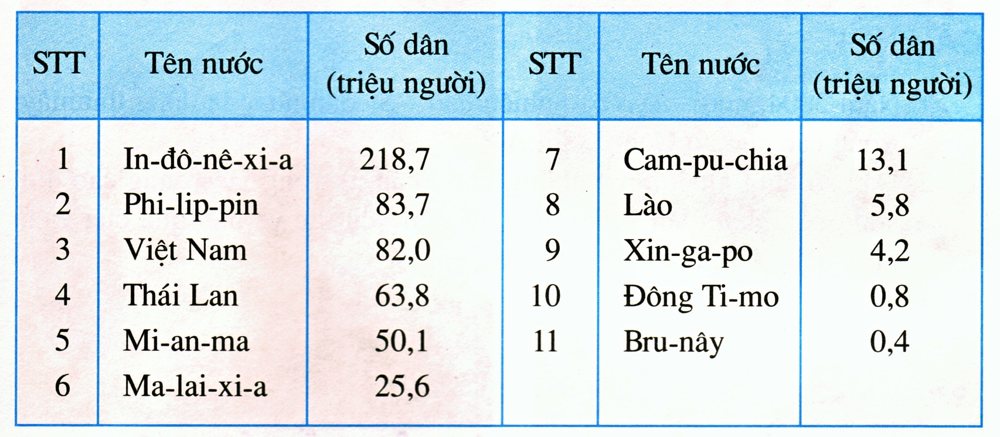 STT Tên nước Số dân (triệu người) STT Tên nước Số dân (triệu người)
1 In-đô-nê-xi-a 218,7 7 Cam-pu-chia 13,1
2 Phi-lip-pin 83,7 8 Lào 5,8
3 Việt Nam 82,0 9 Xin-ga-po 4,2
4 Thái Lan 63,8 10 Đông Ti-mo 0,8
5 Mi-an-ma 50,1 11 Bru-nây 0,4
6 Ma-lai-xi-a 25,6